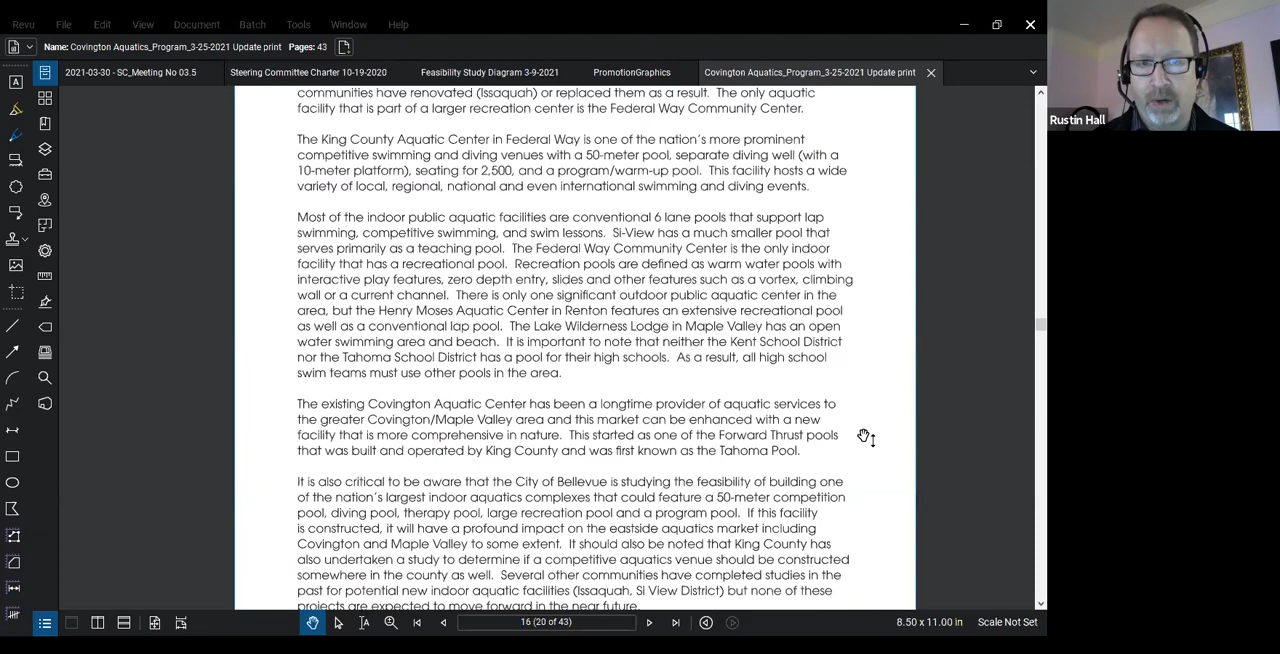 Revu File Edit View Document Batch Tools Window Help
Name: Covington Aquatics_Program_3-25-2021 Update print Pages: 43
2021-03-30 - SC_Meeting No 03.5 Steering Committee Charter 10-19-2020 Feasibility Study Diagram 3-9-2021 PromotionGraphics Covington Aquatics_Program_3-25-2021 Update print
communities have renovated (Issaquah) or replaced them as a result. The only aquatic
facility that is part of a larger recreation center is the Federal Way Community Center.
The King County Aquatic Center in Federal Way is one of the nation's more prominent
competitive swimming and diving venues with a 50-meter pool, separate diving well (with a
10-meter platform), seating for 2,500, and a program/warm-up pool. This facility hosts a wide
variety of local, regional, national and even international swimming and diving events.
Most of the indoor public aquatic facilities are conventional 6 lane pools that support lap
swimming, competitive swimming, and swim lessons. Si-View has a much smaller pool that
serves primarily as a teaching pool. The Federal Way Community Center is the only indoor
facility that has a recreational pool. Recreation pools are defined as warm water pools with
interactive play features, zero depth entry, slides and other features such as a vortex, climbing
wall or a current channel. There is only one significant outdoor public aquatic center in the
area, but the Henry Moses Aquatic Center in Renton features an extensive recreational pool
as well as a conventional lap pool. The Lake Wilderness Lodge in Maple Valley has an open
water swimming area and beach. It is important to note that neither the Kent School District
nor the Tahoma School District has a pool for their high schools. As a result, all high school
swim teams must use other pools in the area.
The existing Covington Aquatic Center has been a longtime provider of aquatic services to
the greater Covington/Maple Valley area and this market can be enhanced with a new
facility that is more comprehensive in nature. This started as one of the Forward Thrust pools
that was built and operated by King County and was first known as the Tahoma Pool.
It is also critical to be aware that the City of Bellevue is studying the feasibility of building one
of the nation's largest indoor aquatics complexes that could feature a 50-meter competition
pool, diving pool, therapy pool, large recreation pool and a program pool. If this facility
is constructed, it will have a profound impact on the eastside aquatics market including
Covington and Maple Valley to some extent. It should also be noted that King County has
also undertaken a study to determine if a competitive aquatics venue should be constructed
somewhere in the county as well. Several other communities have completed studies in the
past for potential new indoor aquatic facilities (Issaquah, Si View District) but none of these
projects are expected to move forward in the near future.
16 (20 of 43) 8.50 x 11.00 in Scale Not Set
Rustin Hall